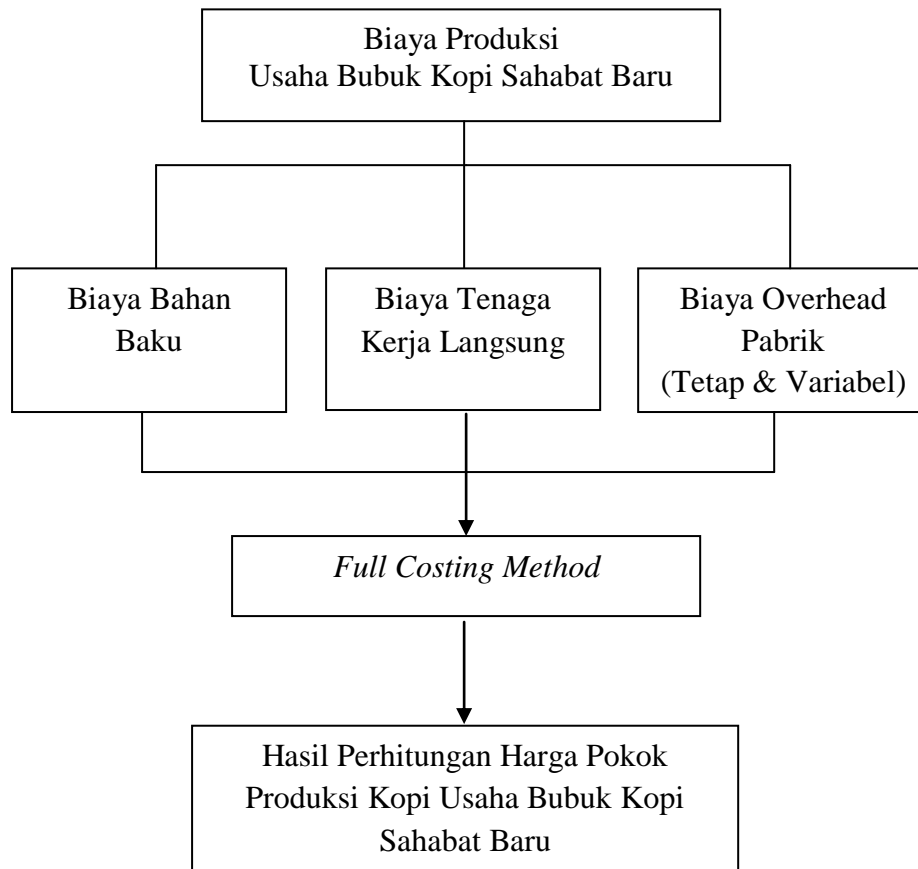 Biaya Produksi
Usaha Bubuk Kopi Sahabat Baru
Biaya Bahan
Baku
Biaya Tenaga
Kerja Langsung
Biaya Overhead
Pabrik
(Tetap & Variabel)
Full Costing Method
Hasil Perhitungan Harga Pokok
Produksi Kopi Usaha Bubuk Kopi
Sahabat Baru